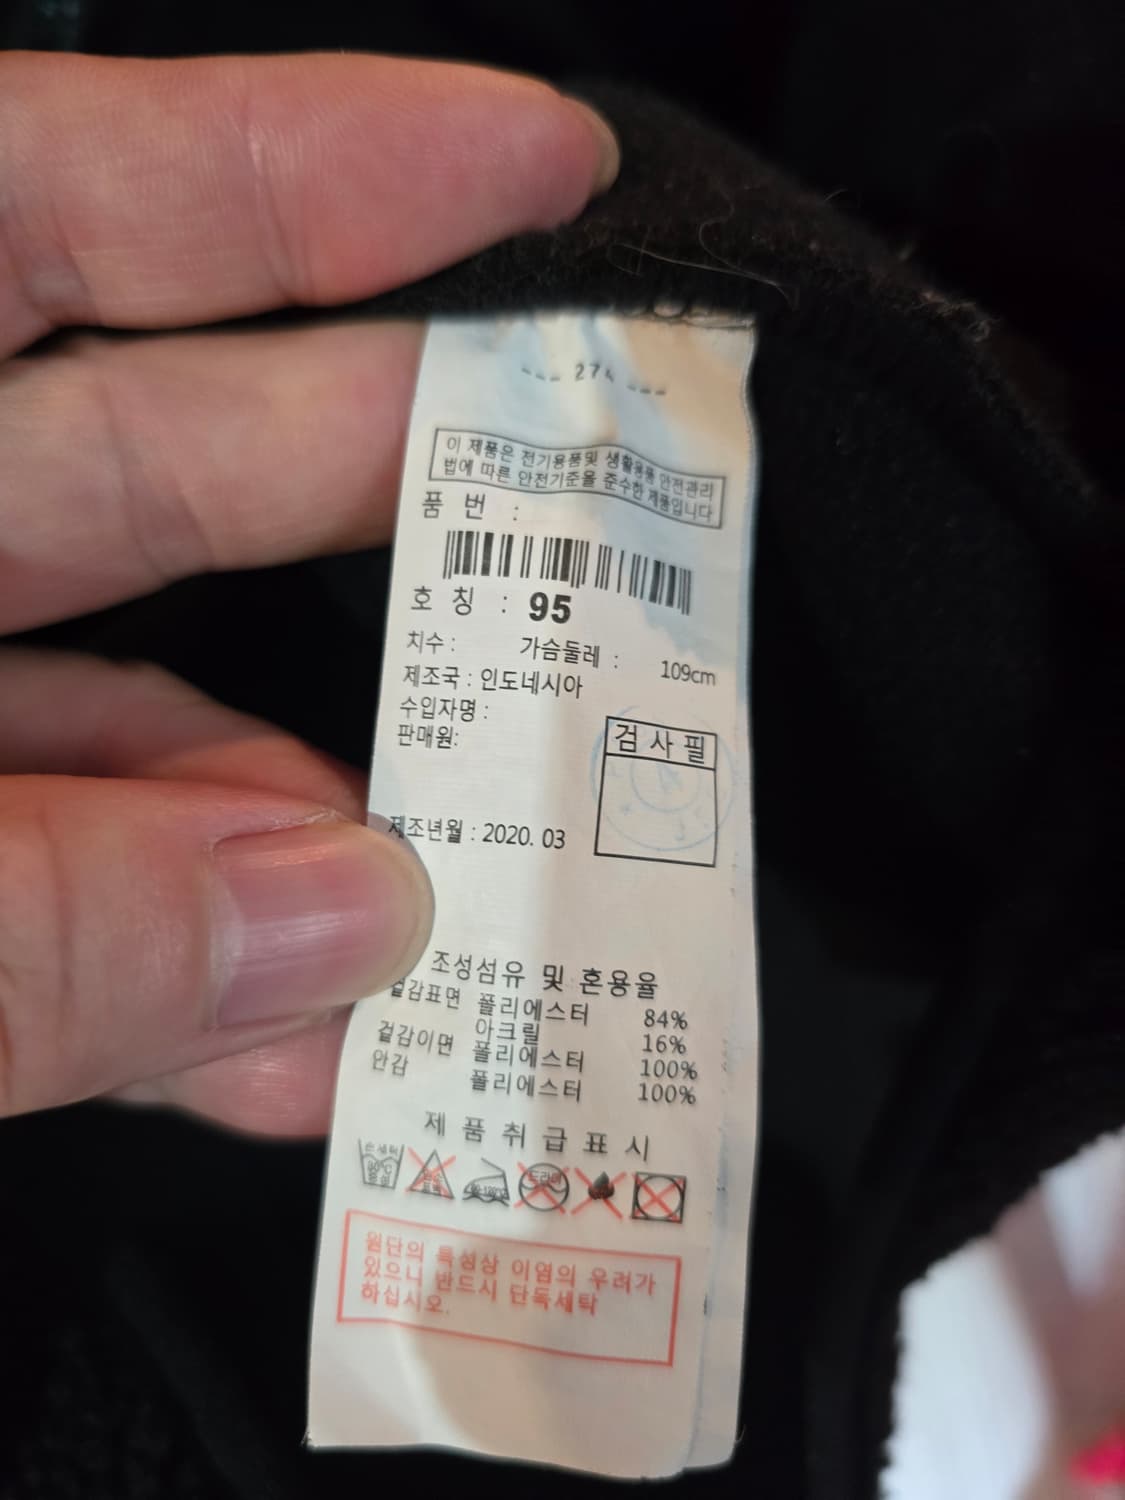 --- 274 ---
이 제품은 전기용품및 생활용품 안전관리
법에 따른 안전기준을 준수한 제품입니다
품 번 :
호 칭 : 95
치수 : 가슴둘레 : 109cm
제조국 : 인도네시아
수입자명 :
판매원:
검 사 필
제조년월 : 2020. 03
조성섬유 및 혼용율
겉감표면 폴리에스터 84%
아크릴 16%
겉감이면 폴리에스터 100%
안감 폴리에스터 100%
제 품 취 급 표 시
손세탁
드라이
원단의 특성상 이염의 우려가
있으니 반드시 단독세탁
하십시오.